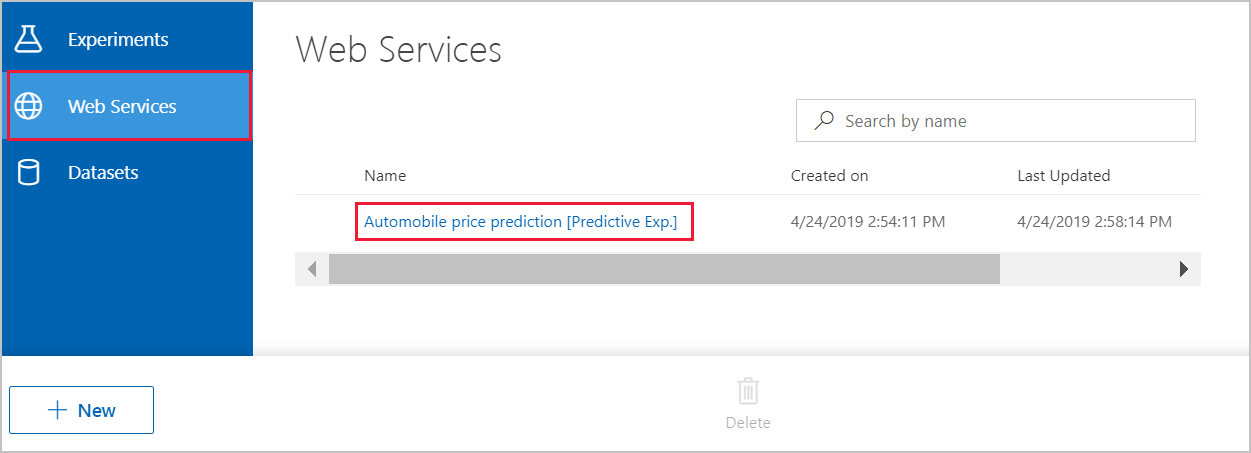 Experiments
Web Services
Datasets
Web Services
Search by name
Name Created on Last Updated
Automobile price prediction [Predictive Exp.] 4/24/2019 2:54:11 PM 4/24/2019 2:58:14 PM
New
Delete